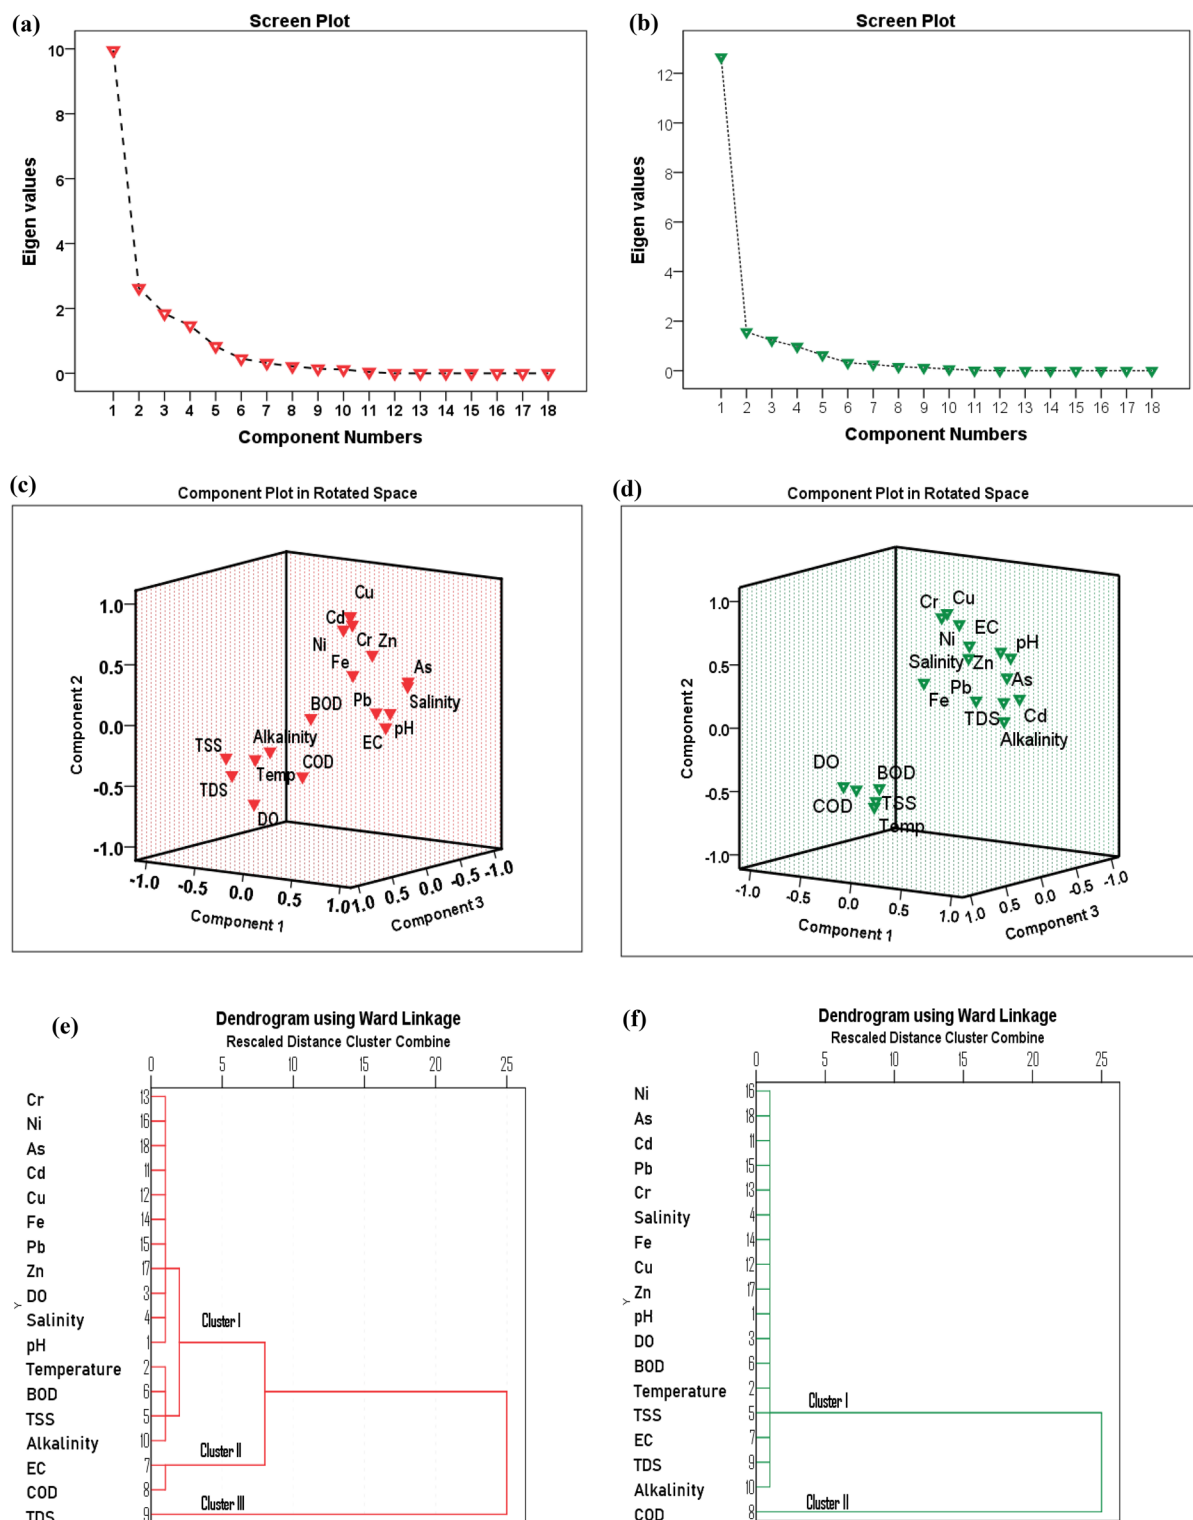 (a)
Screen Plot
Eigen values
10
8
6
4
2
0
1 2 3 4 5 6 7 8 9 10 11 12 13 14 15 16 17 18
Component Numbers
(b)
Screen Plot
Eigen values
12
10
8
6
4
2
0
1 2 3 4 5 6 7 8 9 10 11 12 13 14 15 16 17 18
Component Numbers
(c)
Component Plot in Rotated Space
Component 2
1.0
0.5
0.0
-0.5
-1.0
Cu
Cd
Ni
Cr Zn
Fe
As
BOD
Pb
Salinity
EC
pH
TSS
Alkalinity
COD
TDS
Temp
DO
-1.0 -0.5 0.0 0.5 1.0
Component 1
1.0 0.5 0.0 -0.5 -1.0
Component 3
(d)
Component Plot in Rotated Space
Component 2
1.0
0.5
0.0
-0.5
-1.0
Cr
Cu
EC
Ni
pH
Salinity
Zn
Fe
Pb
As
TDS
Cd
Alkalinity
DO
BOD
COD
TSS
Temp
-1.0 -0.5 0.0 0.5 1.0
Component 1
1.0 0.5 0.0 -0.5 -1.0
Component 3
(e)
Dendrogram using Ward Linkage
Rescaled Distance Cluster Combine
0 5 10 15 20 25
Y
Cr 13
Ni 16
As 18
Cd 11
Cu 12
Fe 14
Pb 15
Zn 17
DO 3
Salinity 4
Cluster I
pH 1
Temperature 2
BOD 6
TSS 5
Alkalinity 10
Cluster II
EC 7
COD 8
Cluster III
TDS 9
(f)
Dendrogram using Ward Linkage
Rescaled Distance Cluster Combine
0 5 10 15 20 25
Y
Ni 16
As 18
Cd 11
Pb 15
Cr 13
Salinity 4
Fe 14
Cu 12
Zn 17
pH 1
DO 3
BOD 6
Temperature 2
Cluster I
TSS 5
EC 7
TDS 9
Alkalinity 10
Cluster II
COD 8